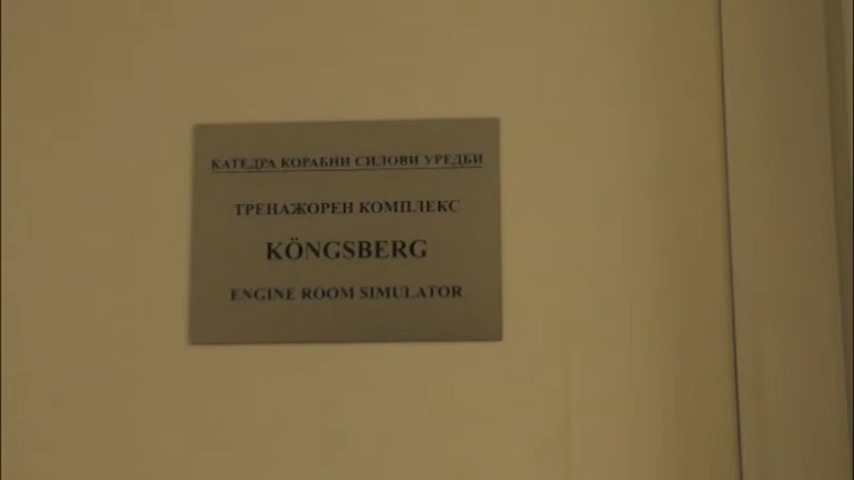 КАТЕДРА КОРАБНИ СИЛОВИ УРЕДБИ
ТРЕНАЖОРЕН КОМПЛЕКС
KÖNGSBERG
ENGINE ROOM SIMULATOR